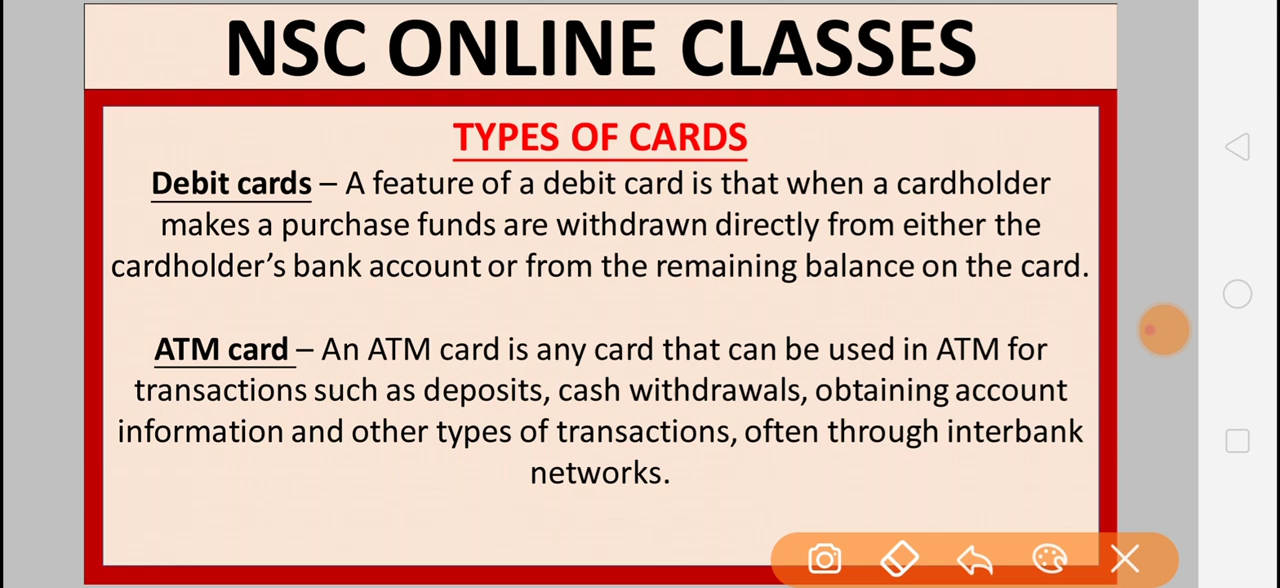 NSC ONLINE CLASSES
TYPES OF CARDS
Debit cards – A feature of a debit card is that when a cardholder
makes a purchase funds are withdrawn directly from either the
cardholder’s bank account or from the remaining balance on the card.
ATM card – An ATM card is any card that can be used in ATM for
transactions such as deposits, cash withdrawals, obtaining account
information and other types of transactions, often through interbank
networks.